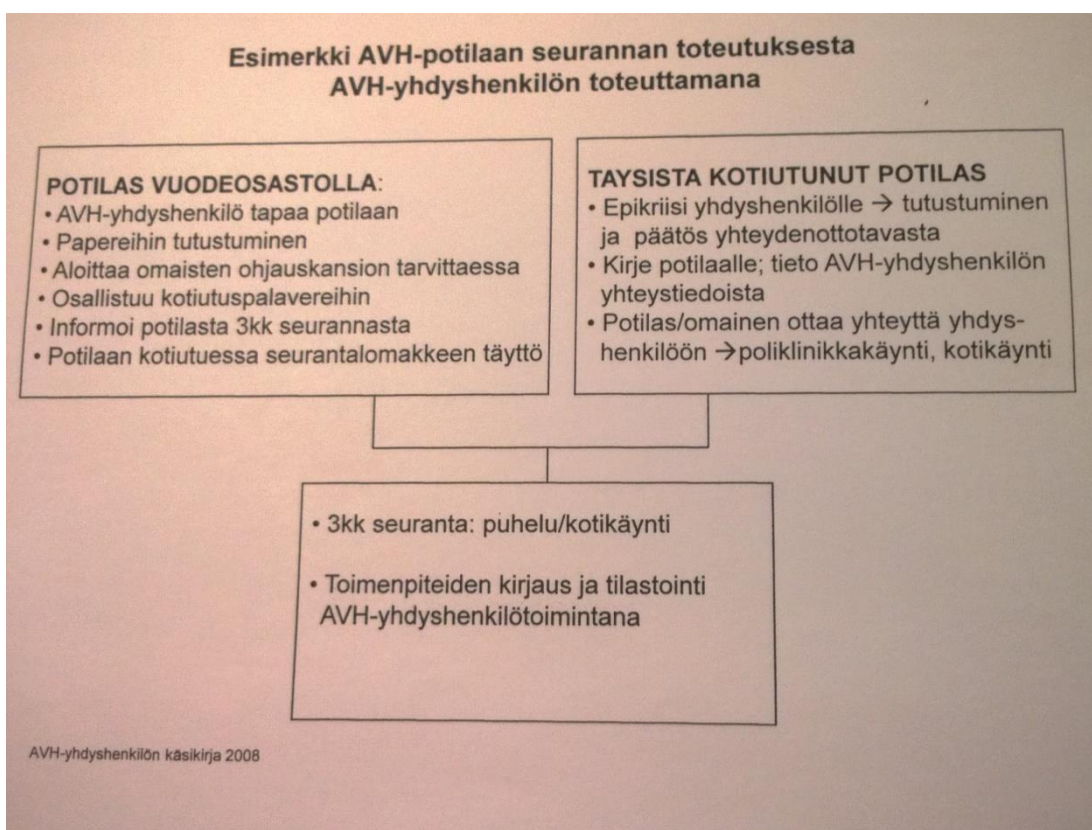 Esimerkki AVH-potilaan seurannan toteutuksesta
AVH-yhdyshenkilön toteuttamana
POTILAS VUODEOSASTOLLA:
• AVH-yhdyshenkilö tapaa potilaan
• Papereihin tutustuminen
• Aloittaa omaisten ohjauskansion tarvittaessa
• Osallistuu kotiutuspalavereihin
• Informoi potilasta 3kk seurannasta
• Potilaan kotiutuessa seurantalomakkeen täyttö
TAYSISTA KOTIUTUNUT POTILAS
• Epikriisi yhdyshenkilölle → tutustuminen
ja päätös yhteydenottotavasta
• Kirje potilaalle; tieto AVH-yhdyshenkilön
yhteystiedoista
• Potilas/omainen ottaa yhteyttä yhdys-
henkilöön →poliklinikkakäynti, kotikäynti
• 3kk seuranta: puhelu/kotikäynti
• Toimenpiteiden kirjaus ja tilastointi
AVH-yhdyshenkilötoimintana
AVH-yhdyshenkilön käsikirja 2008